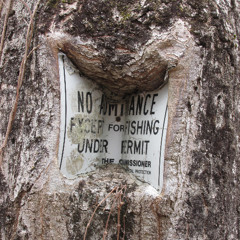 NO ADMITTANCE
EXCEPT FOR FISHING
UNDER PERMIT
THE COMMISSIONER